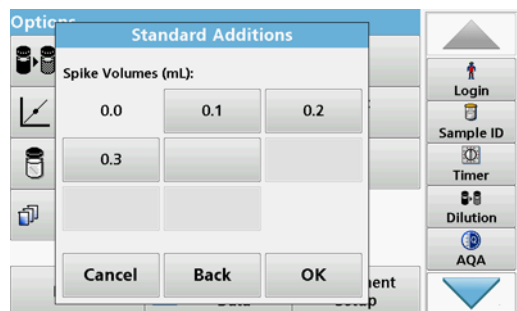 Standard Additions
Spike Volumes (mL):
0.0
0.1
0.2
0.3
Cancel
Back
OK
Login
Sample ID
Timer
Dilution
AQA